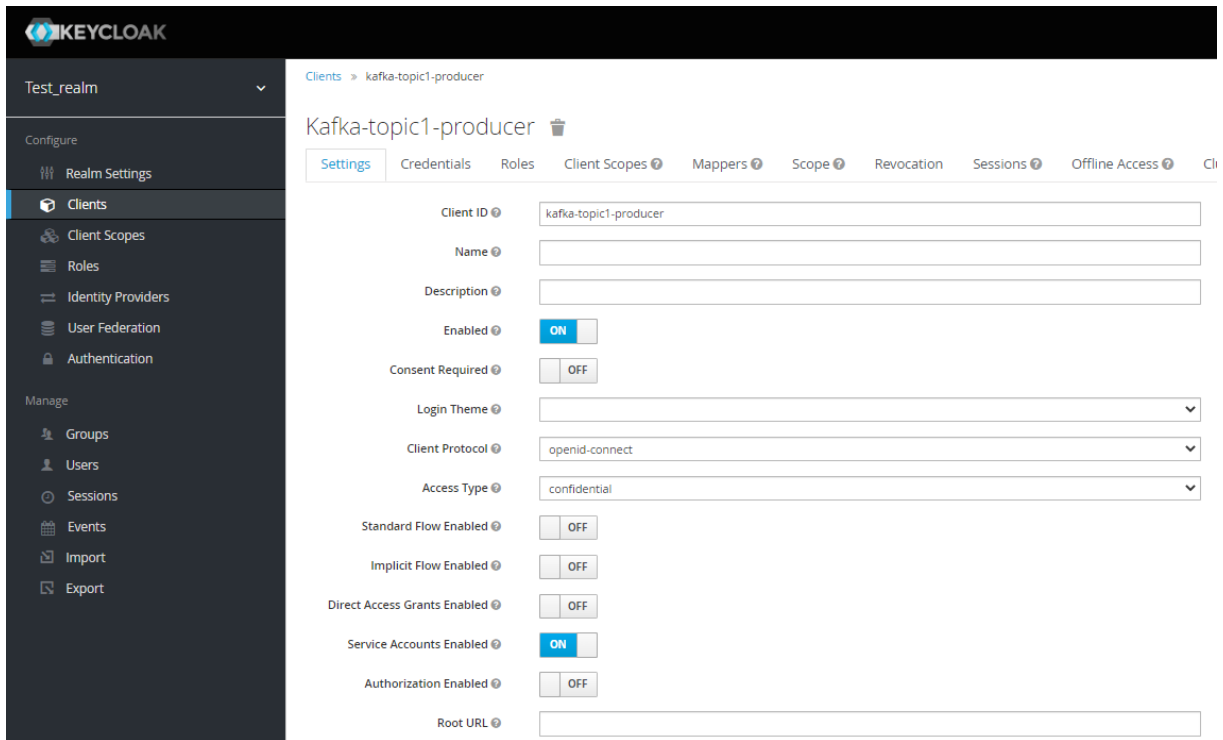 KEYCLOAK
Test_realm
Configure
Realm Settings
Clients
Client Scopes
Roles
Identity Providers
User Federation
Authentication
Manage
Groups
Users
Sessions
Events
Import
Export
Clients » kafka-topic1-producer
Kafka-topic1-producer
Settings Credentials Roles Client Scopes Mappers Scope Revocation Sessions Offline Access Cl
Client ID kafka-topic1-producer
Name
Description
Enabled ON
Consent Required OFF
Login Theme
Client Protocol openid-connect
Access Type confidential
Standard Flow Enabled OFF
Implicit Flow Enabled OFF
Direct Access Grants Enabled OFF
Service Accounts Enabled ON
Authorization Enabled OFF
Root URL